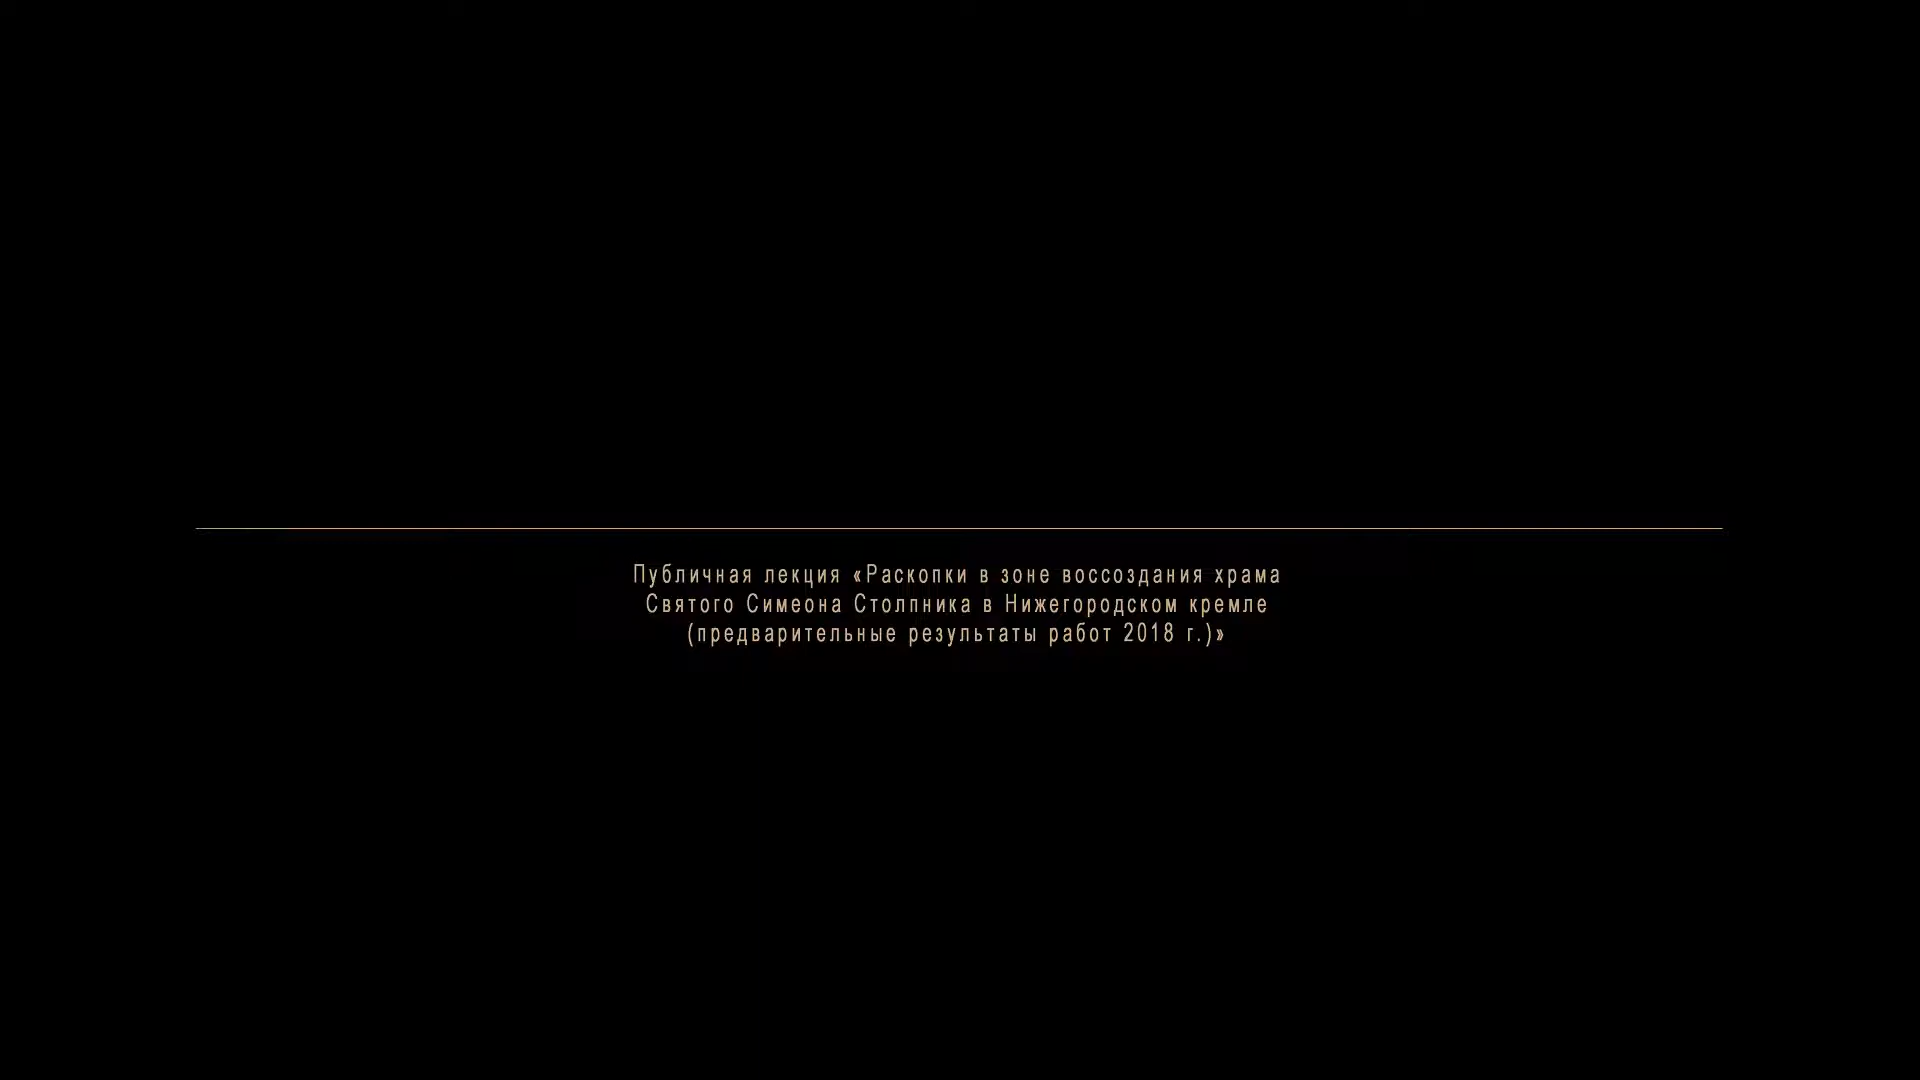 Публичная лекция «Раскопки в зоне воссоздания храма
Святого Симеона Столпника в Нижегородском кремле
(предварительные результаты работ 2018 г.)»